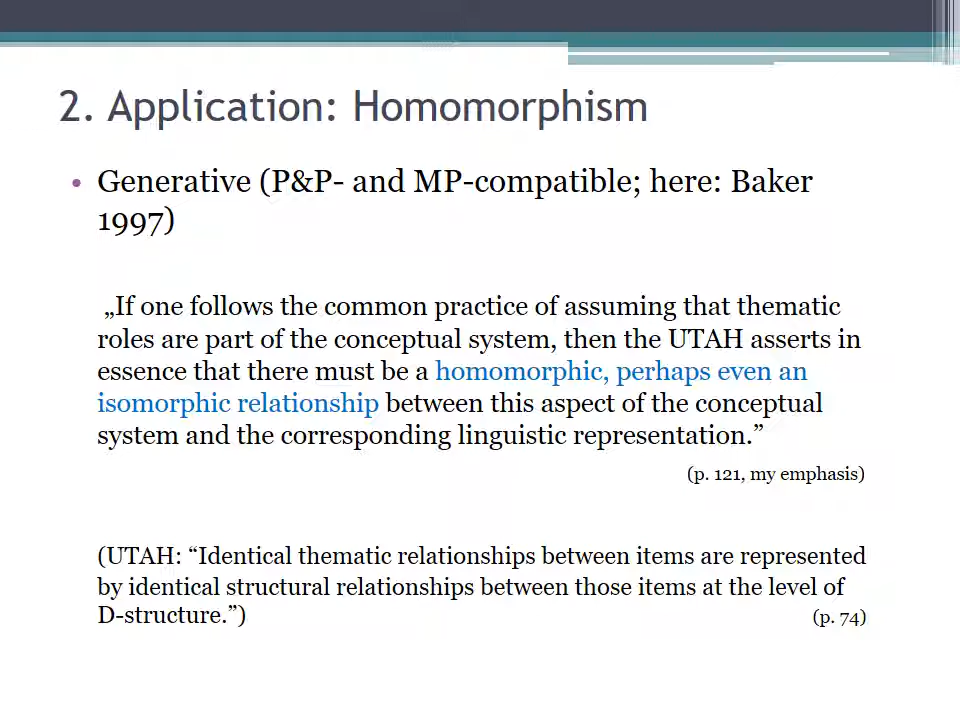 2. Application: Homomorphism
• Generative (P&P- and MP-compatible; here: Baker
1997)
„If one follows the common practice of assuming that thematic
roles are part of the conceptual system, then the UTAH asserts in
essence that there must be a homomorphic, perhaps even an
isomorphic relationship between this aspect of the conceptual
system and the corresponding linguistic representation.”
(p. 121, my emphasis)
(UTAH: “Identical thematic relationships between items are represented
by identical structural relationships between those items at the level of
D-structure.”) (p. 74)